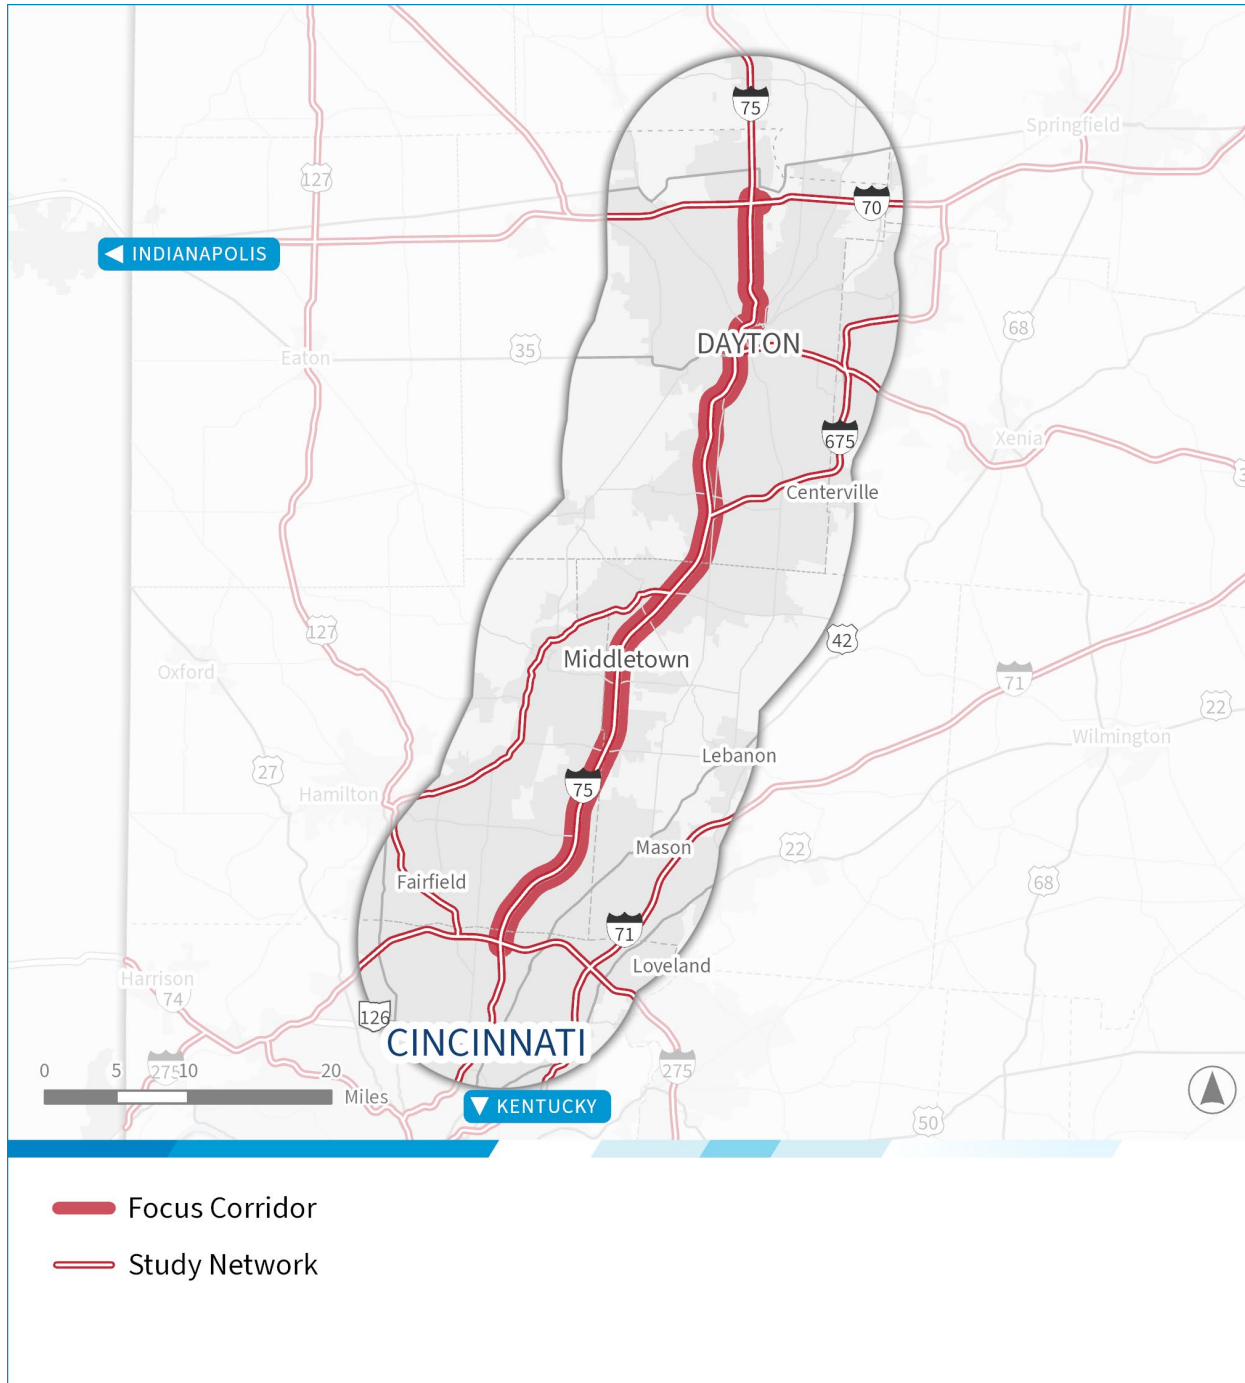 75
Springfield
127
70
INDIANAPOLIS
68
35
DAYTON
Eaton
675
Xenia
3
Centerville
127
42
Middletown
Oxford
71
22
Wilmington
Lebanon
27
75
Hamilton
Mason
22
Fairfield
68
71
Loveland
Harrison
74
126
CINCINNATI
275
275
0 5 10 20
Miles
KENTUCKY
50
Focus Corridor
Study Network